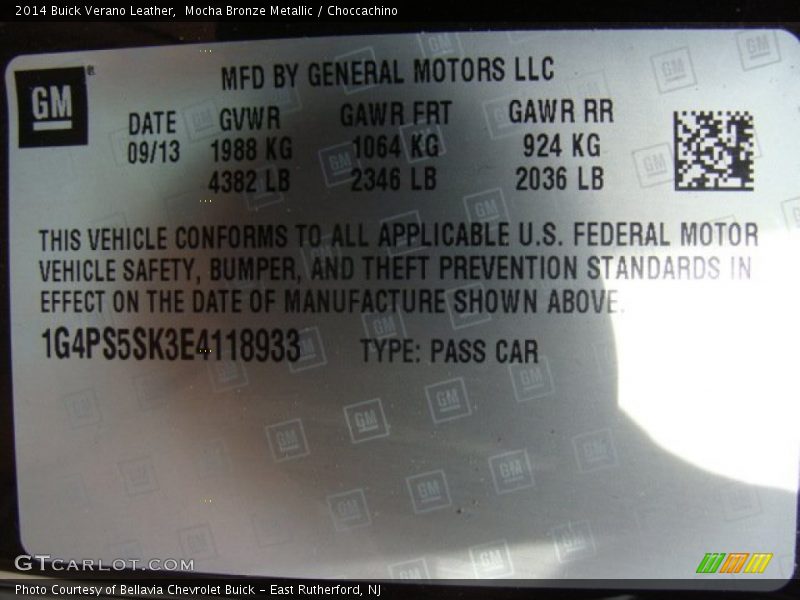 2014 Buick Verano Leather,  Mocha Bronze Metallic / Choccachino
GM
MFD BY GENERAL MOTORS LLC
DATE GVWR GAWR FRT GAWR RR
09/13 1988 KG 1064 KG 924 KG
4382 LB 2346 LB 2036 LB
THIS VEHICLE CONFORMS TO ALL APPLICABLE U.S. FEDERAL MOTOR
VEHICLE SAFETY, BUMPER, AND THEFT PREVENTION STANDARDS IN
EFFECT ON THE DATE OF MANUFACTURE SHOWN ABOVE.
1G4PS5SK3E4118933 TYPE: PASS CAR
GTcarlot.com
Photo Courtesy of Bellavia Chevrolet Buick – East Rutherford, NJ